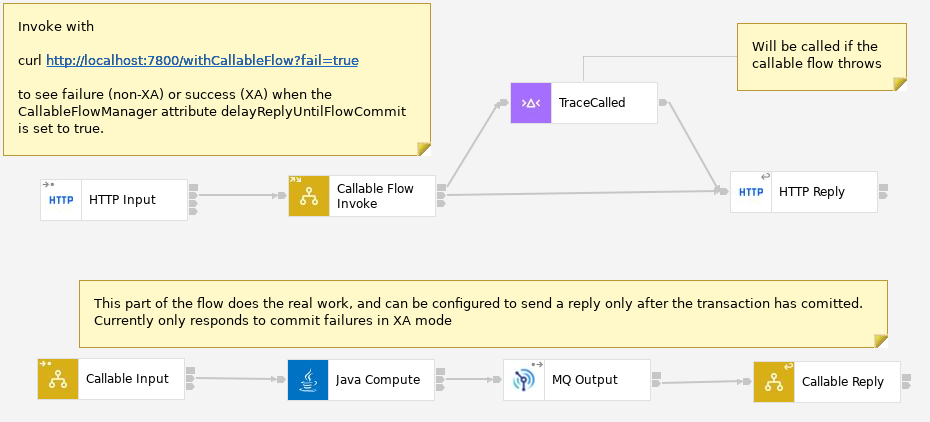 Invoke with
curl http://localhost:7800/withCallableFlow?fail=true
to see failure (non-XA) or success (XA) when the
CallableFlowManager attribute delayReplyUntilFlowCommit
is set to true.
Will be called if the
callable flow throws
TraceCalled
HTTP HTTP Input
Callable Flow
Invoke
HTTP HTTP Reply
This part of the flow does the real work, and can be configured to send a reply only after the transaction has comitted.
Currently only responds to commit failures in XA mode
Callable Input
Java Compute
MQ Output
Callable Reply